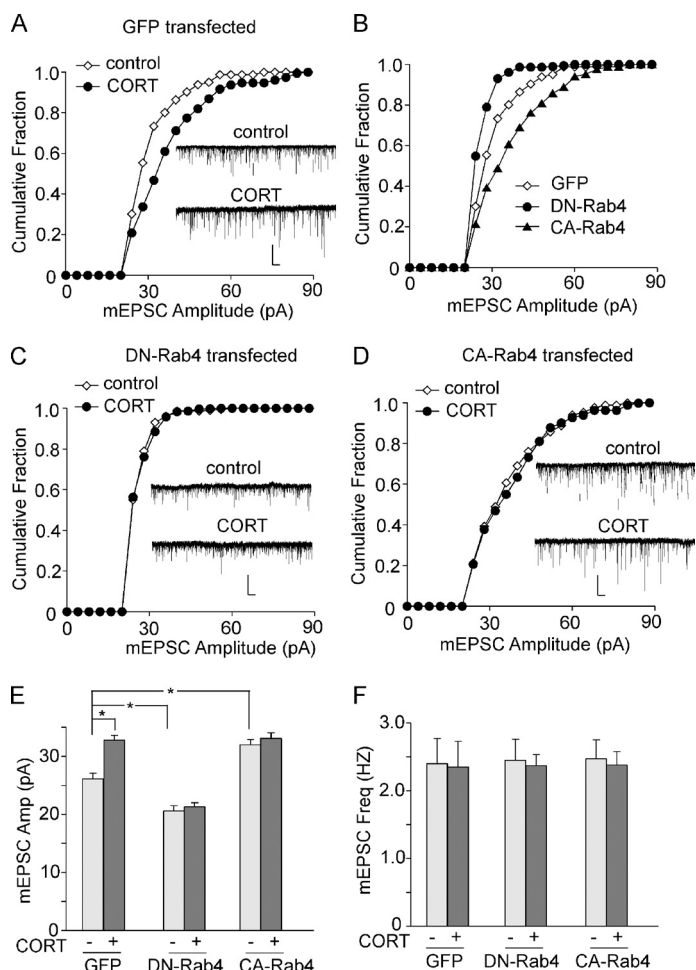 A
GFP transfected
control
CORT
Cumulative Fraction
1.0
0.8
0.6
0.4
0.2
0
0 30 60 90
mEPSC Amplitude (pA)
control
CORT
B
Cumulative Fraction
1.0
0.8
0.6
0.4
0.2
0
0 30 60 90
mEPSC Amplitude (pA)
GFP
DN-Rab4
CA-Rab4
C
DN-Rab4 transfected
control
CORT
Cumulative Fraction
1.0
0.8
0.6
0.4
0.2
0
0 30 60 90
mEPSC Amplitude (pA)
control
CORT
D
CA-Rab4 transfected
control
CORT
Cumulative Fraction
1.0
0.8
0.6
0.4
0.2
0
0 30 60 90
mEPSC Amplitude (pA)
control
CORT
E
mEPSC Amp (pA)
30
20
10
0
* * *
CORT - + - + - +
GFP DN-Rab4 CA-Rab4
F
mEPSC Freq (HZ)
3.0
2.0
1.0
0
CORT - + - + - +
GFP DN-Rab4 CA-Rab4